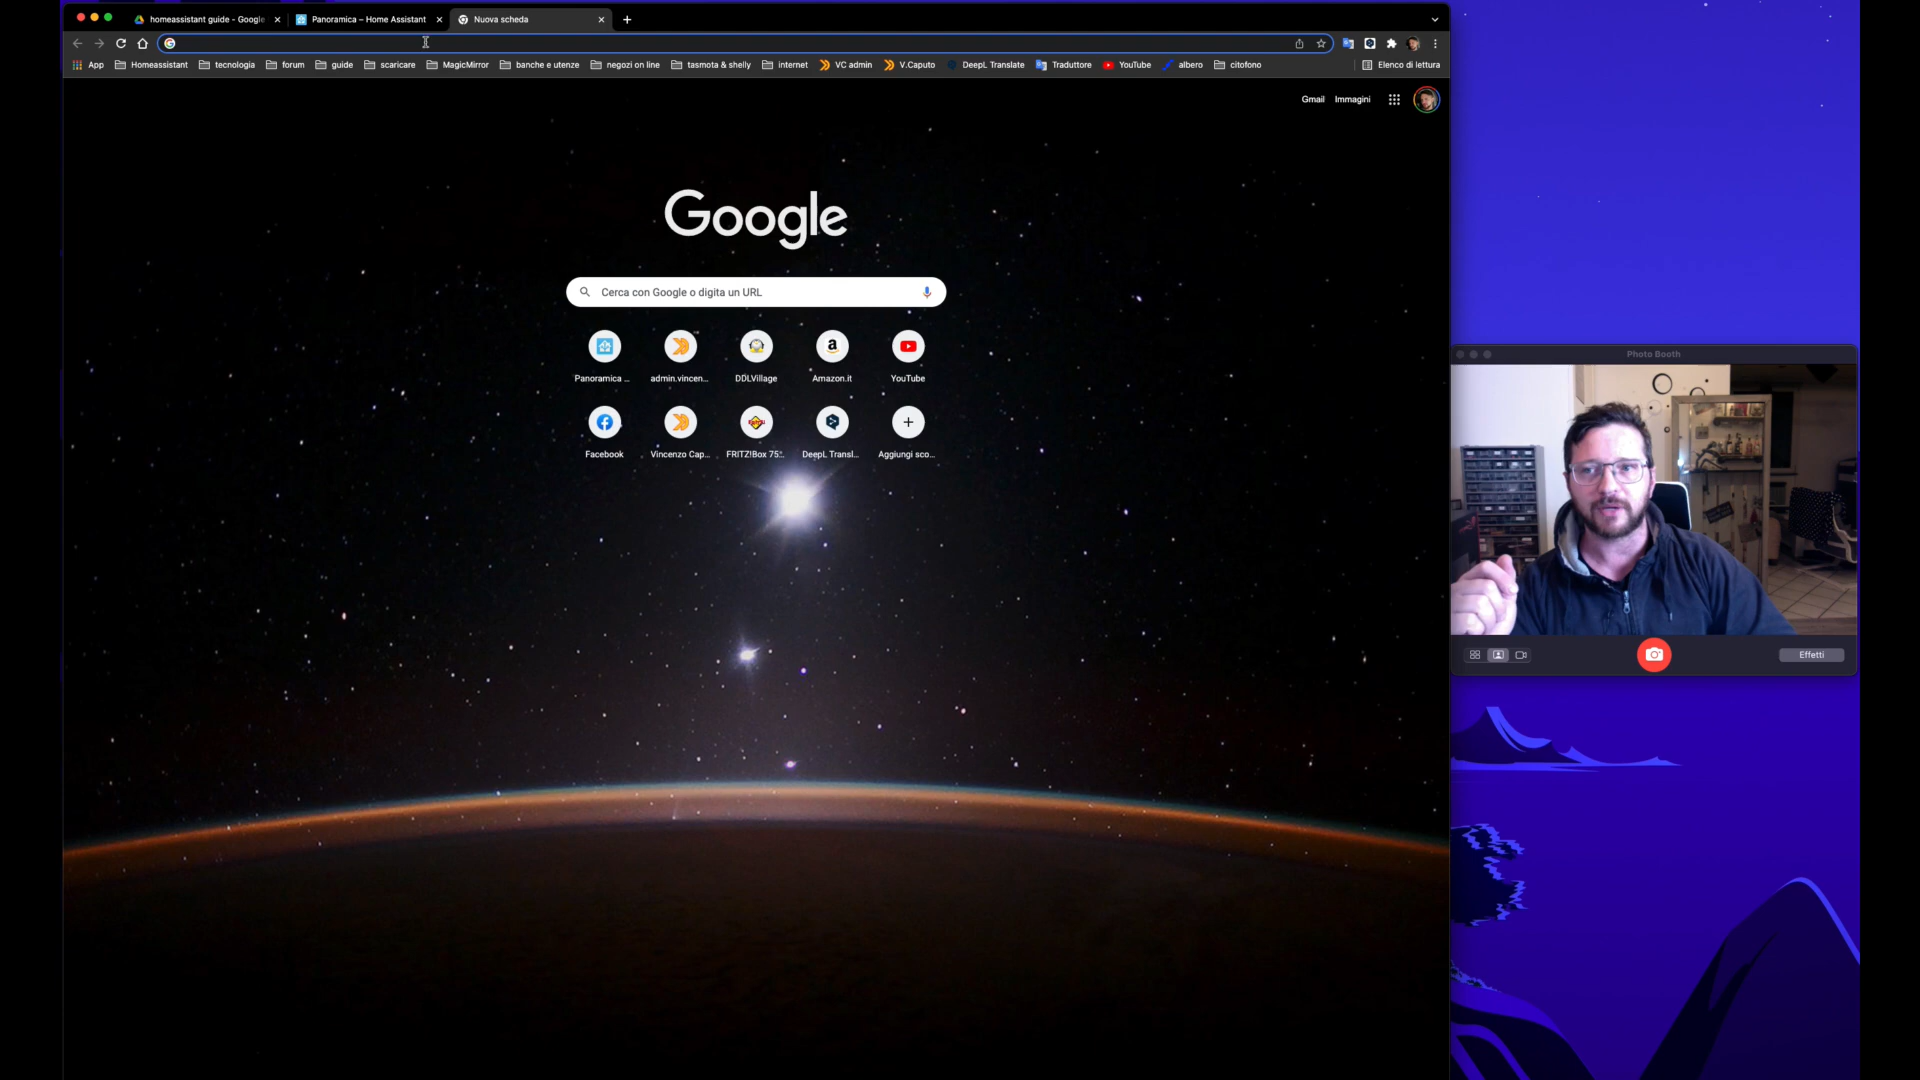 homeassistant guide - Google
Panoramica – Home Assistant
Nuova scheda
App
Homeassistant
tecnologia
forum
guide
scaricare
MagicMirror
banche e utenze
negozi on line
tasmota & shelly
internet
VC admin
V.Caputo
DeepL Translate
Traduttore
YouTube
albero
citofono
Elenco di lettura
Gmail
Immagini
Google
Cerca con Google o digita un URL
Panoramica ...
admin.vincen...
DDLVillage
Amazon.it
YouTube
Facebook
Vincenzo Cap...
FRITZ!Box 75...
DeepL Transl...
Aggiungi sco...
Photo Booth
Effetti